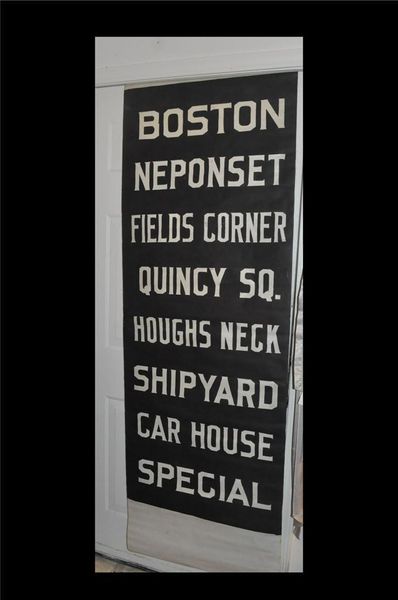 BOSTON
NEPONSET
FIELDS CORNER
QUINCY SQ.
HOUGHS NECK
SHIPYARD
CAR HOUSE
SPECIAL